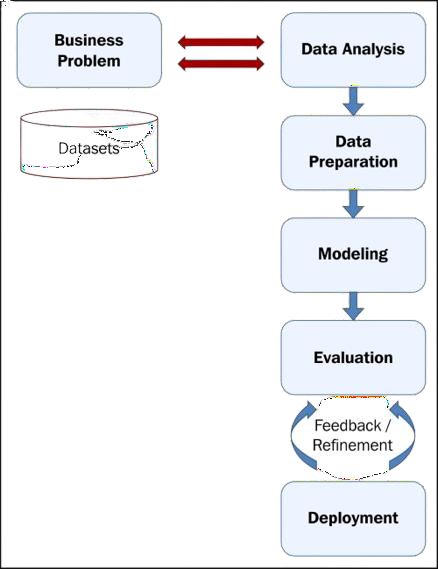 Business
Problem
Data Analysis
Datasets
Data
Preparation
Modeling
Evaluation
Feedback /
Refinement
Deployment